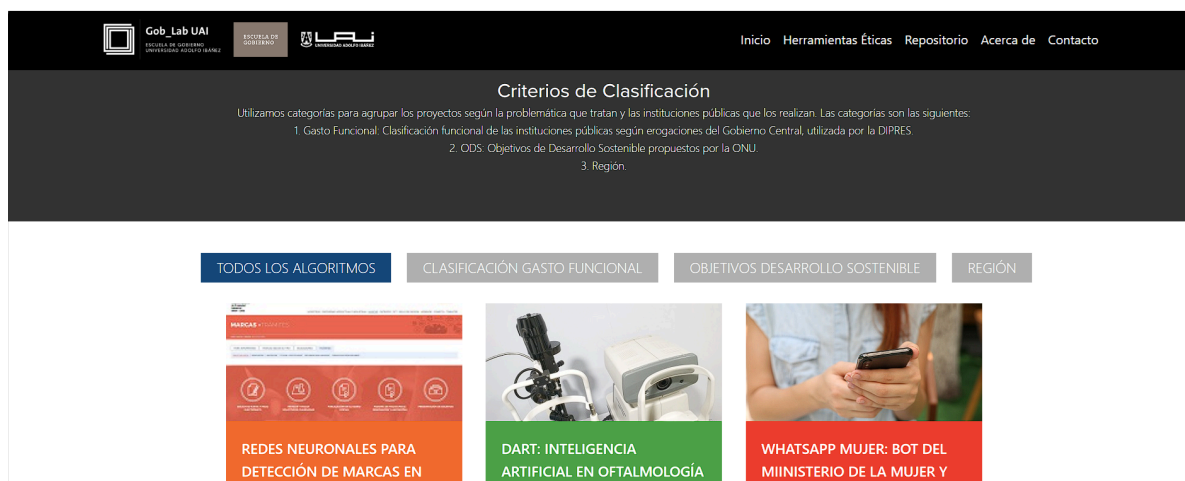 Gob_Lab UAI
ESCUELA DE GOBIERNO
UNIVERSIDAD ADOLFO IBÁÑEZ
ESCUELA DE
GOBIERNO
UAI
UNIVERSIDAD ADOLFO IBÁÑEZ
Inicio Herramientas Éticas Repositorio Acerca de Contacto
Criterios de Clasificación
Utilizamos categorías para agrupar los proyectos según la problemática que tratan y las instituciones públicas que los realizan. Las categorías son las siguientes:
1. Gasto Funcional: Clasificación funcional de las instituciones públicas según erogaciones del Gobierno Central, utilizada por la DIPRES.
2. ODS: Objetivos de Desarrollo Sostenible propuestos por la ONU.
3. Región.
TODOS LOS ALGORITMOS CLASIFICACIÓN GASTO FUNCIONAL OBJETIVOS DESARROLLO SOSTENIBLE REGIÓN
MARCAS
REDES NEURONALES PARA
DETECCIÓN DE MARCAS EN
DART: INTELIGENCIA
ARTIFICIAL EN OFTALMOLOGÍA
WHATSAPP MUJER: BOT DEL
MIINISTERIO DE LA MUJER Y